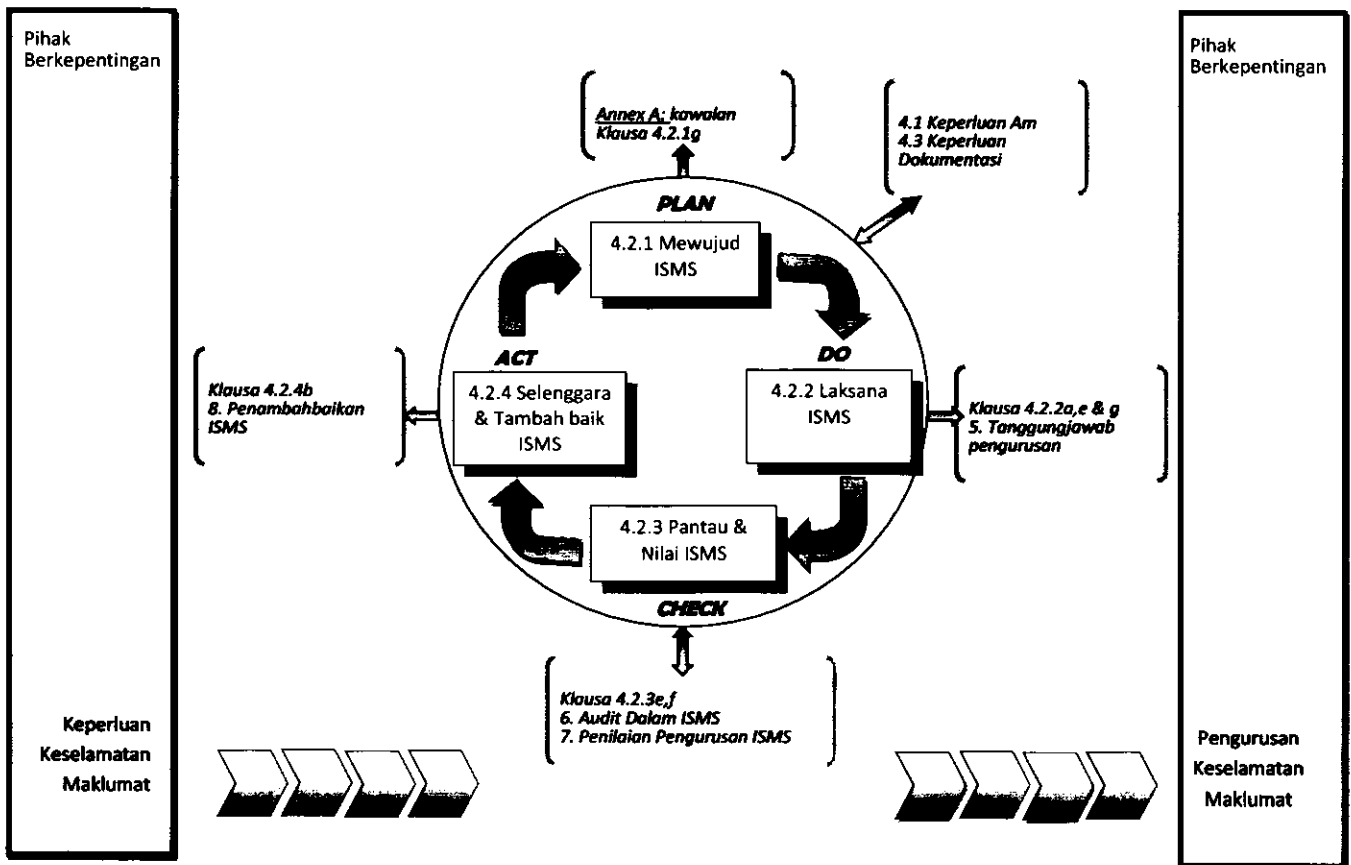 Pihak
Berkepentingan
Pihak
Berkepentingan
Annex A: kawalan
Klausa 4.2.1g
4.1 Keperluan Am
4.3 Keperluan
Dokumentasi
PLAN
4.2.1 Mewujud
ISMS
ACT
DO
Klausa 4.2.4b
8. Penambahbaikan
ISMS
4.2.4 Selenggara
& Tambah baik
ISMS
4.2.2 Laksana
ISMS
Klausa 4.2.2a,e & g
5. Tanggungjawab
pengurusan
4.2.3 Pantau &
Nilai ISMS
CHECK
Klausa 4.2.3e,f
6. Audit Dalam ISMS
7. Penilaian Pengurusan ISMS
Keperluan
Keselamatan
Maklumat
Pengurusan
Keselamatan
Maklumat